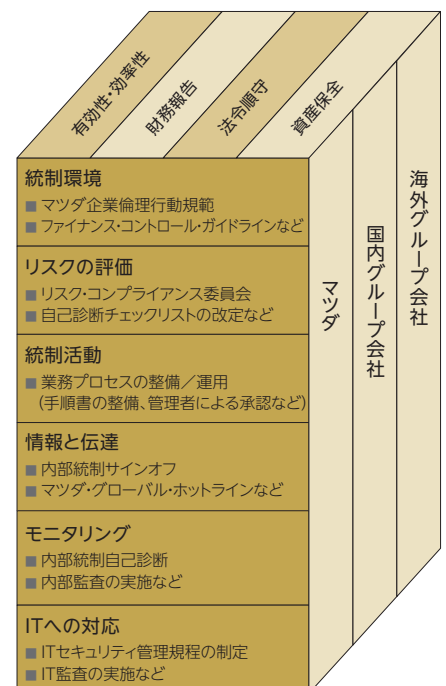 有効性・効率性
財務報告
法令順守
資産保全
統制環境
■ マツダ企業倫理行動規範
■ ファイナンス・コントロール・ガイドラインなど
リスクの評価
■ リスク・コンプライアンス委員会
■ 自己診断チェックリストの改定など
統制活動
■ 業務プロセスの整備／運用
(手順書の整備、管理者による承認など)
情報と伝達
■ 内部統制サインオフ
■ マツダ・グローバル・ホットラインなど
モニタリング
■ 内部統制自己診断
■ 内部監査の実施など
ITへの対応
■ ITセキュリティ管理規程の制定
■ IT監査の実施など
マツダ
国内グループ会社
海外グループ会社